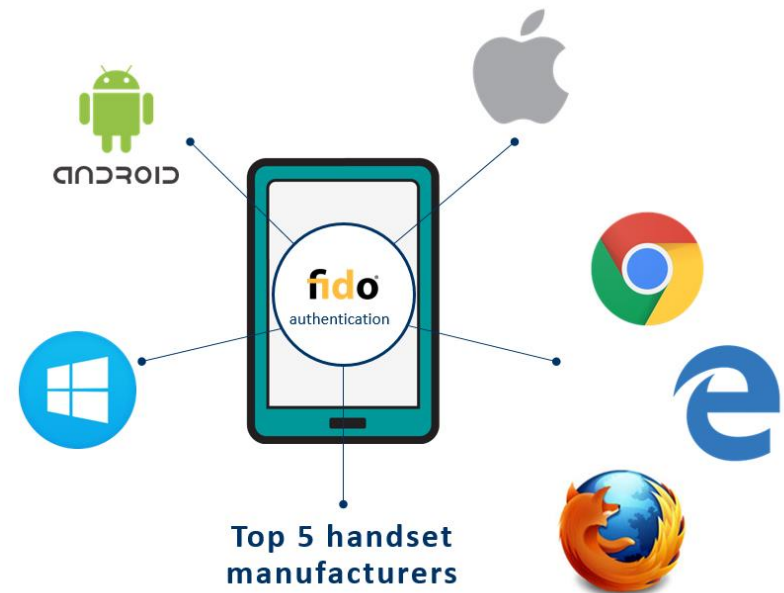 ANDROID
fido
authentication
Top 5 handset
manufacturers